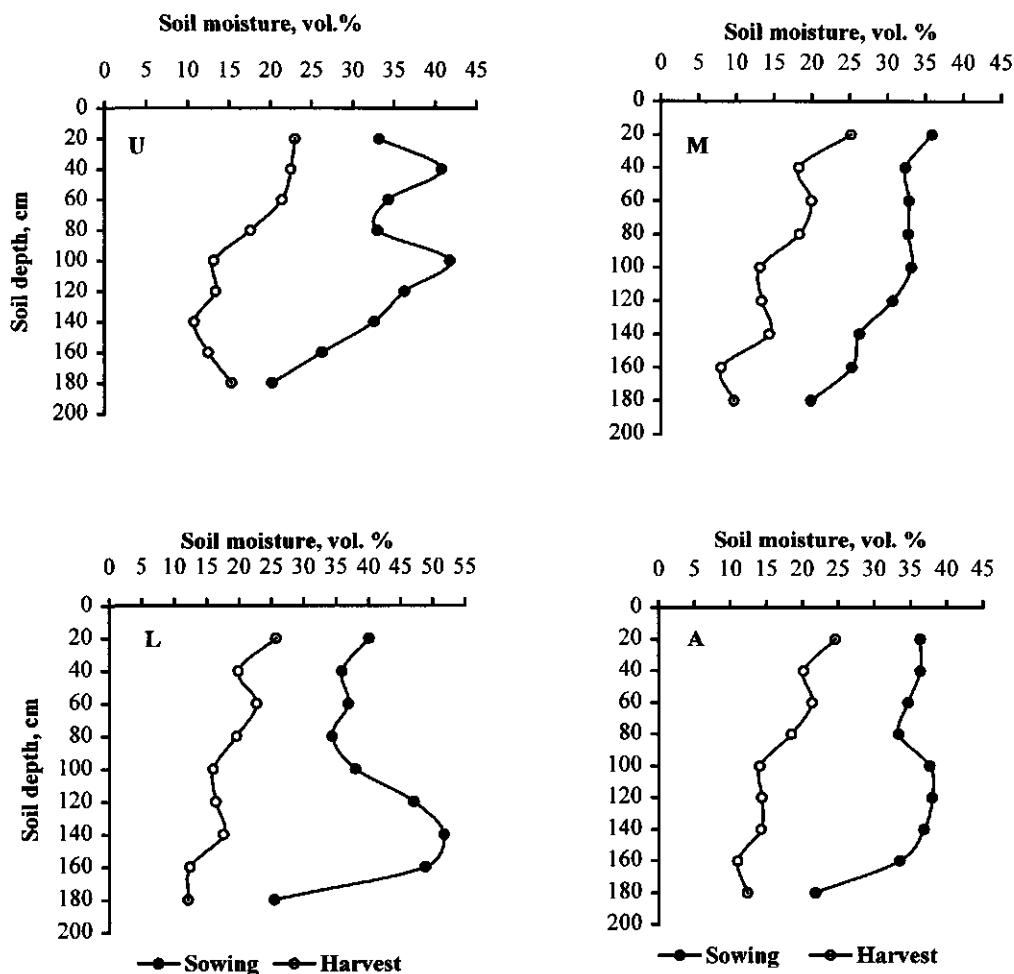 Soil moisture, vol.%
0 5 10 15 20 25 30 35 40 45
0
20
40
60
80
100
120
140
160
180
200
Soil depth, cm
U
Soil moisture, vol. %
0 5 10 15 20 25 30 35 40 45
0
20
40
60
80
100
120
140
160
180
200
M
Soil moisture, vol. %
0 5 10 15 20 25 30 35 40 45 50 55
0
20
40
60
80
100
120
140
160
180
200
Soil depth, cm
L
Sowing Harvest
Soil moisture, vol. %
0 5 10 15 20 25 30 35 40 45
0
20
40
60
80
100
120
140
160
180
200
A
Sowing Harvest